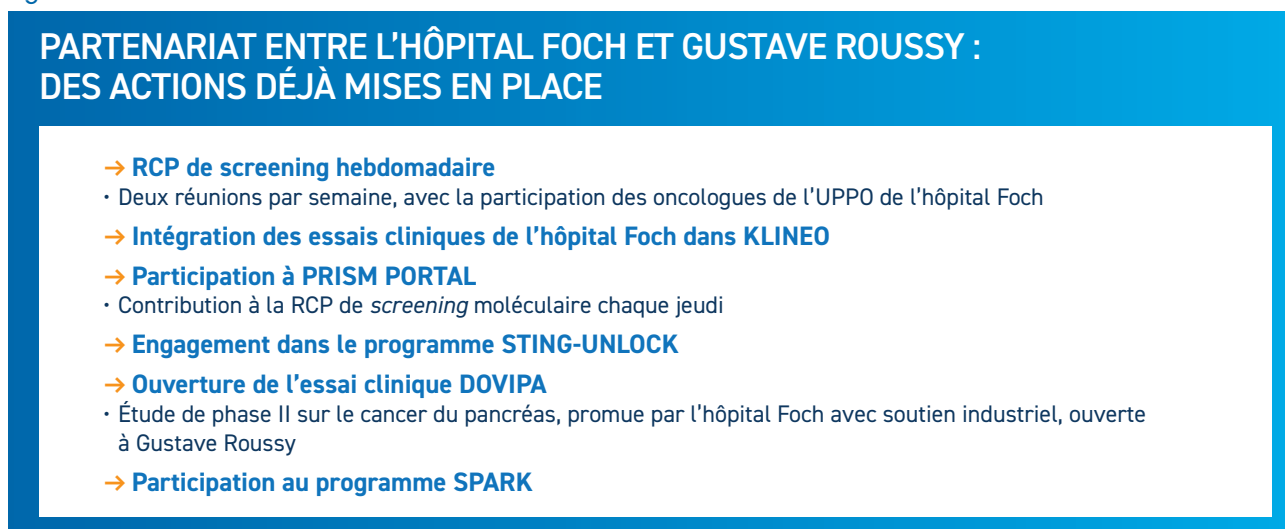 PARTENARIAT ENTRE L’HÔPITAL FOCH ET GUSTAVE ROUSSY :
DES ACTIONS DÉJÀ MISES EN PLACE
→ RCP de screening hebdomadaire
· Deux réunions par semaine, avec la participation des oncologues de l’UPPO de l’hôpital Foch
→ Intégration des essais cliniques de l’hôpital Foch dans KLINEO
→ Participation à PRISM PORTAL
· Contribution à la RCP de screening moléculaire chaque jeudi
→ Engagement dans le programme STING-UNLOCK
→ Ouverture de l’essai clinique DOVIPA
· Étude de phase II sur le cancer du pancréas, promue par l’hôpital Foch avec soutien industriel, ouverte
à Gustave Roussy
→ Participation au programme SPARK